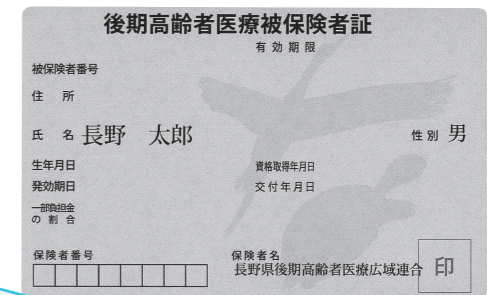 後期高齢者医療被保険者証
有効期限
被保険者番号
住 所
氏 名 長野 太郎 性別 男
生年月日 資格取得年月日
発効期日 交付年月日
一部負担金
の割合
保険者番号 保険者名
長野県後期高齢者医療広域連合 印